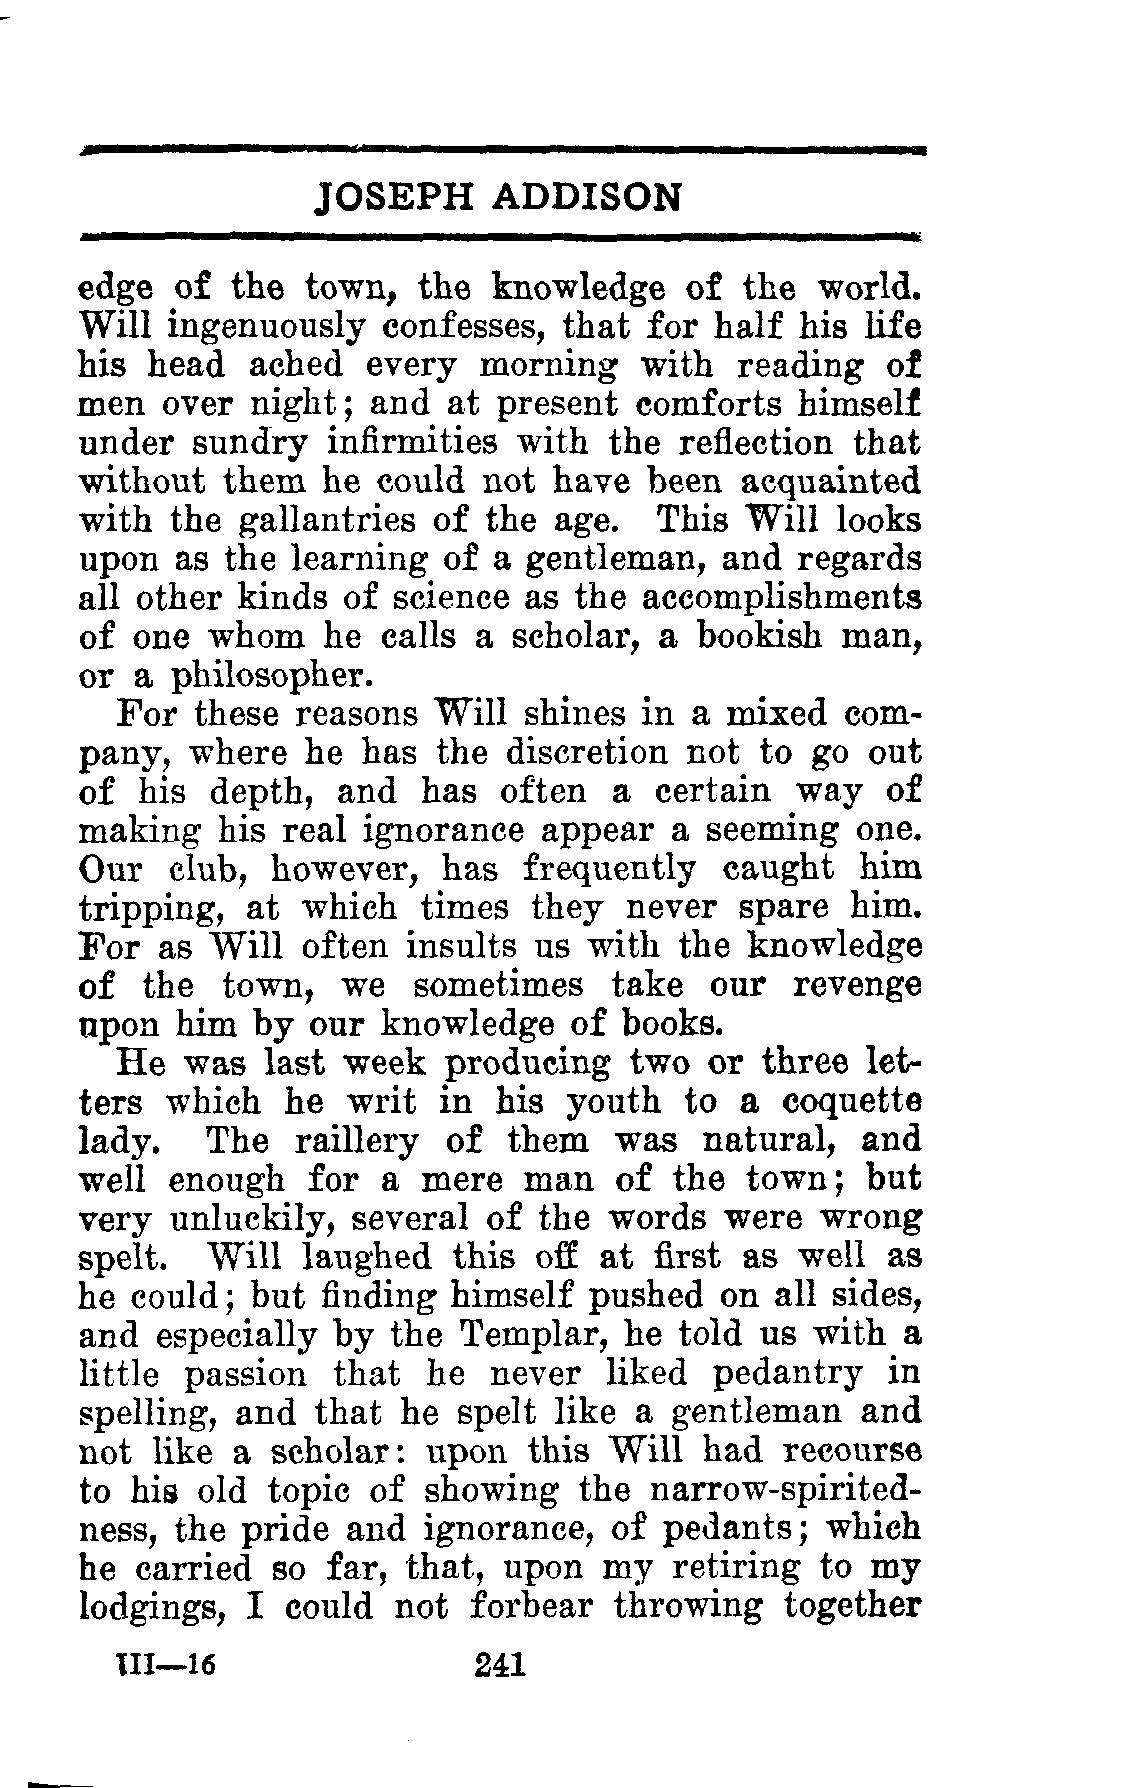 JOSEPH ADDISON
edge of the town, the knowledge of the world.
Will ingenuously confesses, that for half his life
his head ached every morning with reading of
men over night; and at present comforts himself
under sundry infirmities with the reflection that
without them he could not have been acquainted
with the gallantries of the age. This Will looks
upon as the learning of a gentleman, and regards
all other kinds of science as the accomplishments
of one whom he calls a scholar, a bookish man,
or a philosopher.
For these reasons Will shines in a mixed com-
pany, where he has the discretion not to go out
of his depth, and has often a certain way of
making his real ignorance appear a seeming one.
Our club, however, has frequently caught him
tripping, at which times they never spare him.
For as Will often insults us with the knowledge
of the town, we sometimes take our revenge
upon him by our knowledge of books.
He was last week producing two or three let-
ters which he writ in his youth to a coquette
lady. The raillery of them was natural, and
well enough for a mere man of the town; but
very unluckily, several of the words were wrong
spelt. Will laughed this off at first as well as
he could; but finding himself pushed on all sides,
and especially by the Templar, he told us with a
little passion that he never liked pedantry in
spelling, and that he spelt like a gentleman and
not like a scholar: upon this Will had recourse
to his old topic of showing the narrow-spirited-
ness, the pride and ignorance, of pedants; which
he carried so far, that, upon my retiring to my
lodgings, I could not forbear throwing together
III—16 241